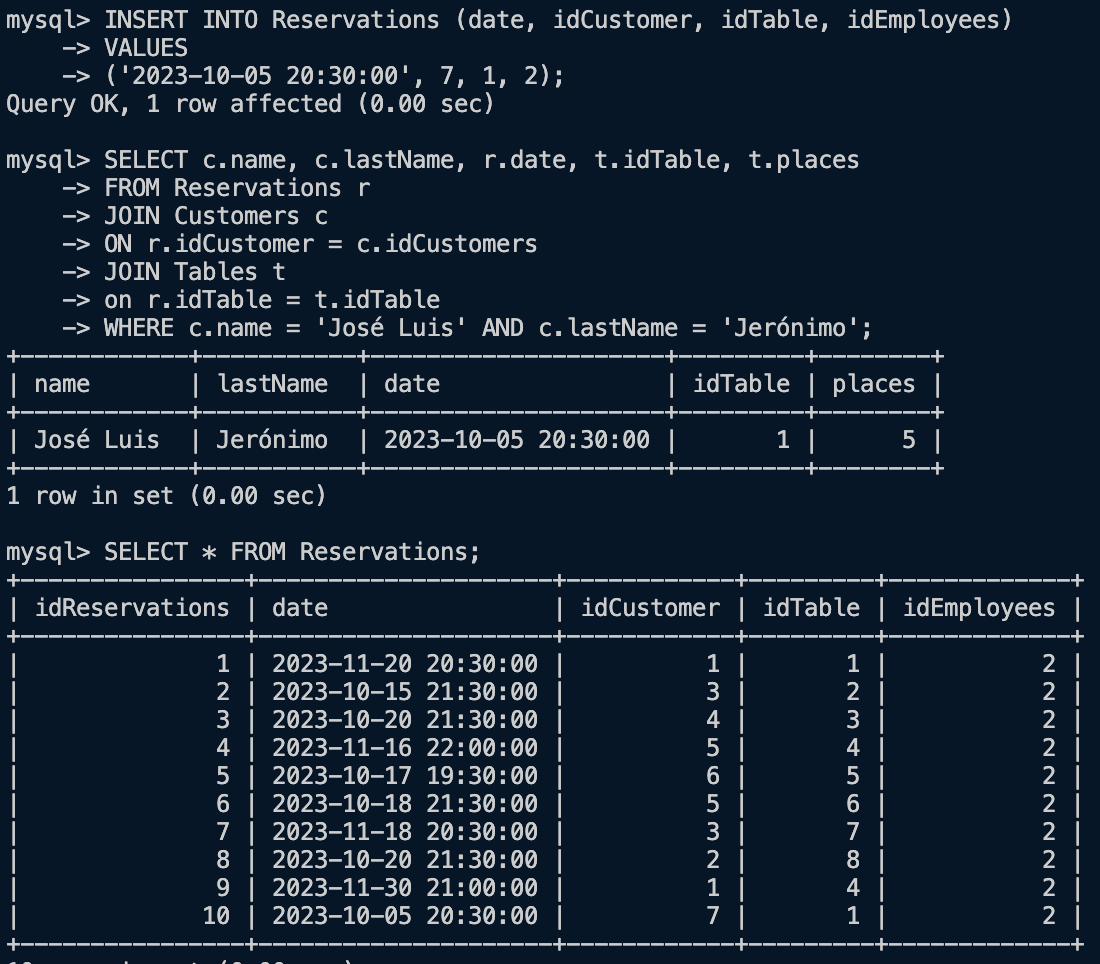 mysql> INSERT INTO Reservations (date, idCustomer, idTable, idEmployees)
    -> VALUES
    -> ('2023-10-05 20:30:00', 7, 1, 2);
Query OK, 1 row affected (0.00 sec)

mysql> SELECT c.name, c.lastName, r.date, t.idTable, t.places
    -> FROM Reservations r
    -> JOIN Customers c
    -> ON r.idCustomer = c.idCustomers
    -> JOIN Tables t
    -> on r.idTable = t.idTable
    -> WHERE c.name = 'José Luis' AND c.lastName = 'Jerónimo';
+------------+-----------+---------------------+---------+--------+
| name       | lastName  | date                | idTable | places |
+------------+-----------+---------------------+---------+--------+
| José Luis  | Jerónimo  | 2023-10-05 20:30:00 |       1 |      5 |
+------------+-----------+---------------------+---------+--------+
1 row in set (0.00 sec)

mysql> SELECT * FROM Reservations;
+----------------+---------------------+------------+---------+-------------+
| idReservations | date                | idCustomer | idTable | idEmployees |
+----------------+---------------------+------------+---------+-------------+
|              1 | 2023-11-20 20:30:00 |          1 |       1 |           2 |
|              2 | 2023-10-15 21:30:00 |          3 |       2 |           2 |
|              3 | 2023-10-20 21:30:00 |          4 |       3 |           2 |
|              4 | 2023-11-16 22:00:00 |          5 |       4 |           2 |
|              5 | 2023-10-17 19:30:00 |          6 |       5 |           2 |
|              6 | 2023-10-18 21:30:00 |          5 |       6 |           2 |
|              7 | 2023-11-18 20:30:00 |          3 |       7 |           2 |
|              8 | 2023-10-20 21:30:00 |          2 |       8 |           2 |
|              9 | 2023-11-30 21:00:00 |          1 |       4 |           2 |
|             10 | 2023-10-05 20:30:00 |          7 |       1 |           2 |
+----------------+---------------------+------------+---------+-------------+